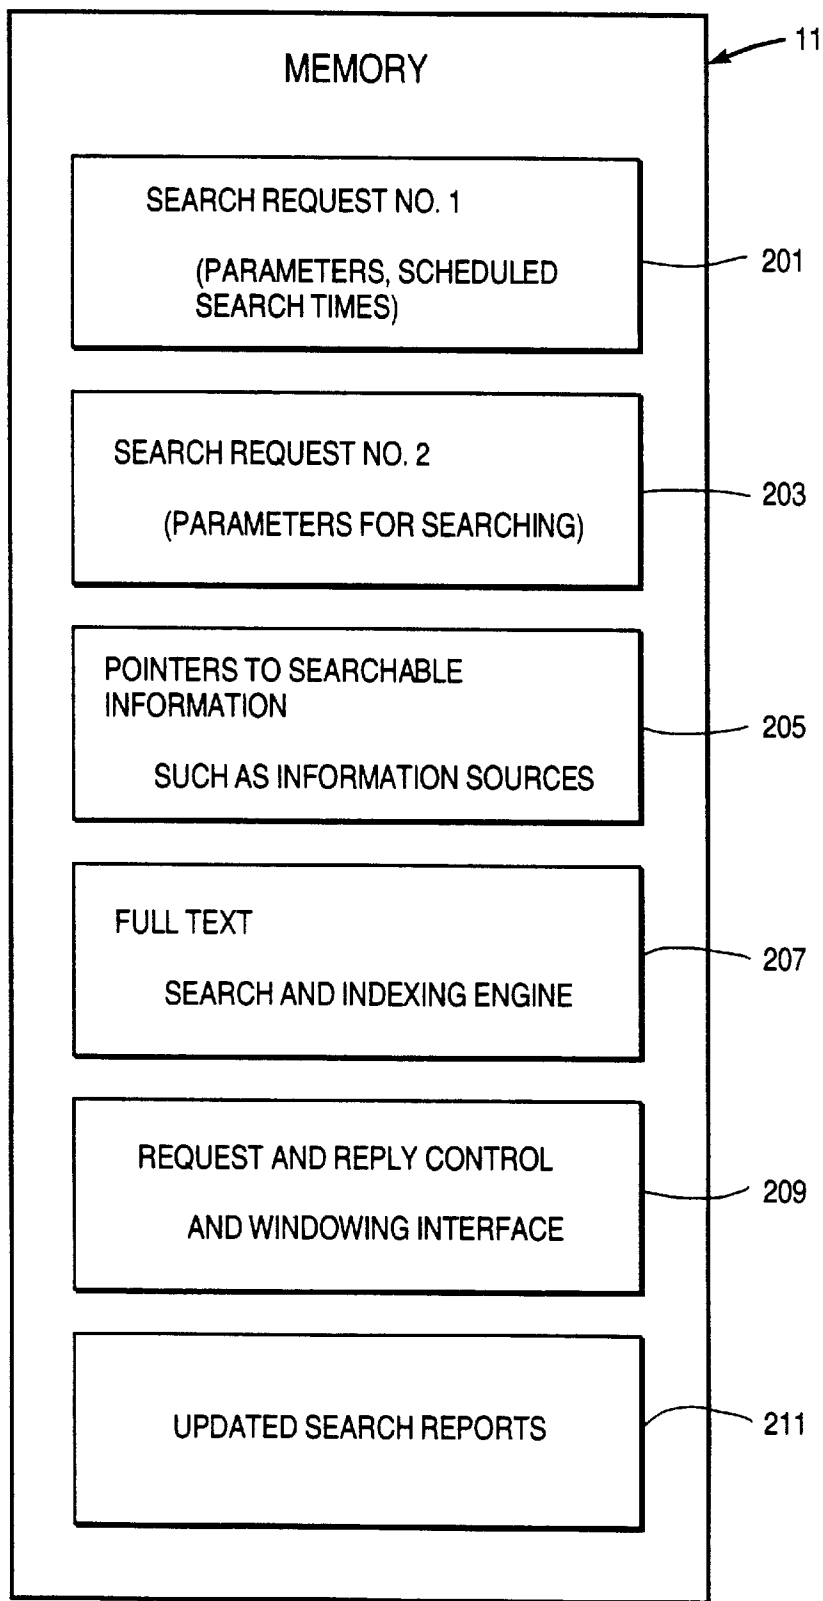 11
MEMORY
SEARCH REQUEST NO. 1
(PARAMETERS, SCHEDULED
SEARCH TIMES)
201
SEARCH REQUEST NO. 2
(PARAMETERS FOR SEARCHING)
203
POINTERS TO SEARCHABLE
INFORMATION
SUCH AS INFORMATION SOURCES
205
FULL TEXT
SEARCH AND INDEXING ENGINE
207
REQUEST AND REPLY CONTROL
AND WINDOWING INTERFACE
209
UPDATED SEARCH REPORTS
211